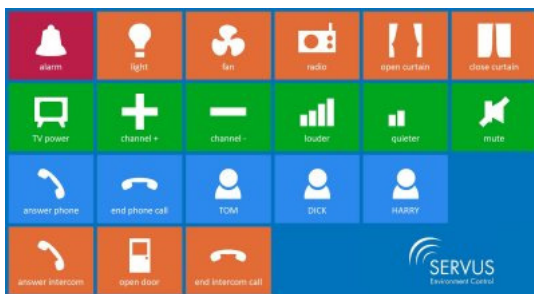 alarm
light
fan
radio
open curtain
close curtain
TV power
channel +
channel -
louder
quieter
mute
answer phone
end phone call
TOM
DICK
HARRY
answer intercom
open door
end intercom call
SERVUS
Environment Control